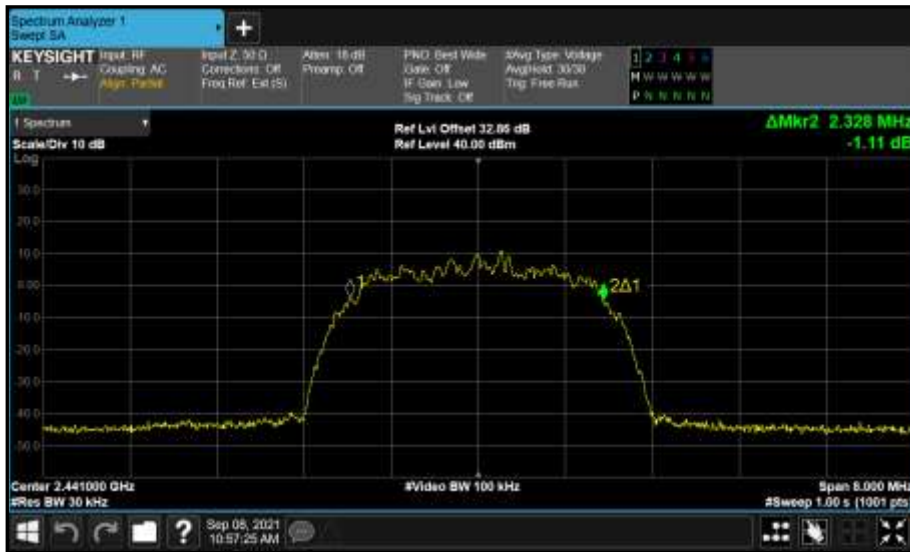 Spectrum Analyzer 1
Swept SA
+
KEYSIGHT
R T
Input: RF
Coupling: AC
Align: Partial
Input Z: 50 Ω
Corrections: Off
Freq Ref: Ext (S)
Atten: 18 dB
Preamp: Off
PNO: Best Wide
Gate: Off
IF Gain: Low
Sig Track: Off
#Avg Type: Voltage
Avg|Hold: 30/30
Trig: Free Run
1 2 3 4 5 6
M W W W W W
P N N N N N
1 Spectrum
Scale/Div 10 dB
Ref Lvl Offset 32.86 dB
Ref Level 40.00 dBm
ΔMkr2 2.328 MHz
-1.11 dB
Log
30.0
20.0
10.0
0.00
-10.0
-20.0
-30.0
-40.0
-50.0
1
2Δ1
Center 2.441000 GHz
#Video BW 100 kHz
Span 8.000 MHz
#Res BW 30 kHz
#Sweep 1.00 s (1001 pts)
?
Sep 08, 2021
10:57:25 AM